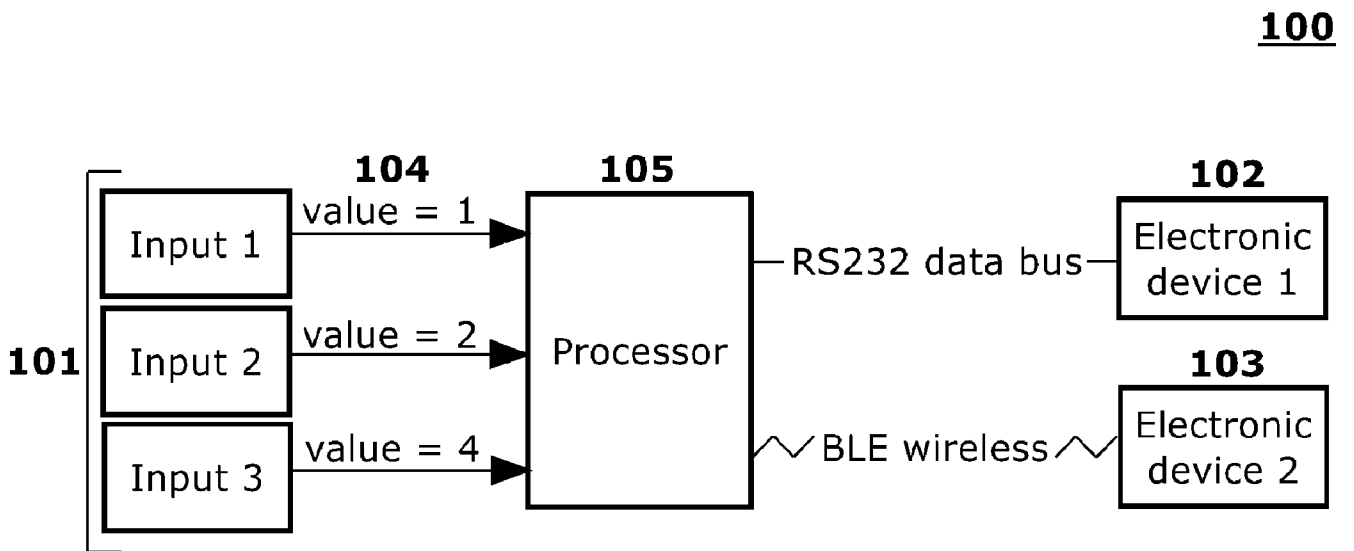 100
104
105
102
value = 1
Input 1
RS232 data bus
Electronic
device 1
101
value = 2
Input 2
Processor
103
value = 4
Input 3
BLE wireless
Electronic
device 2